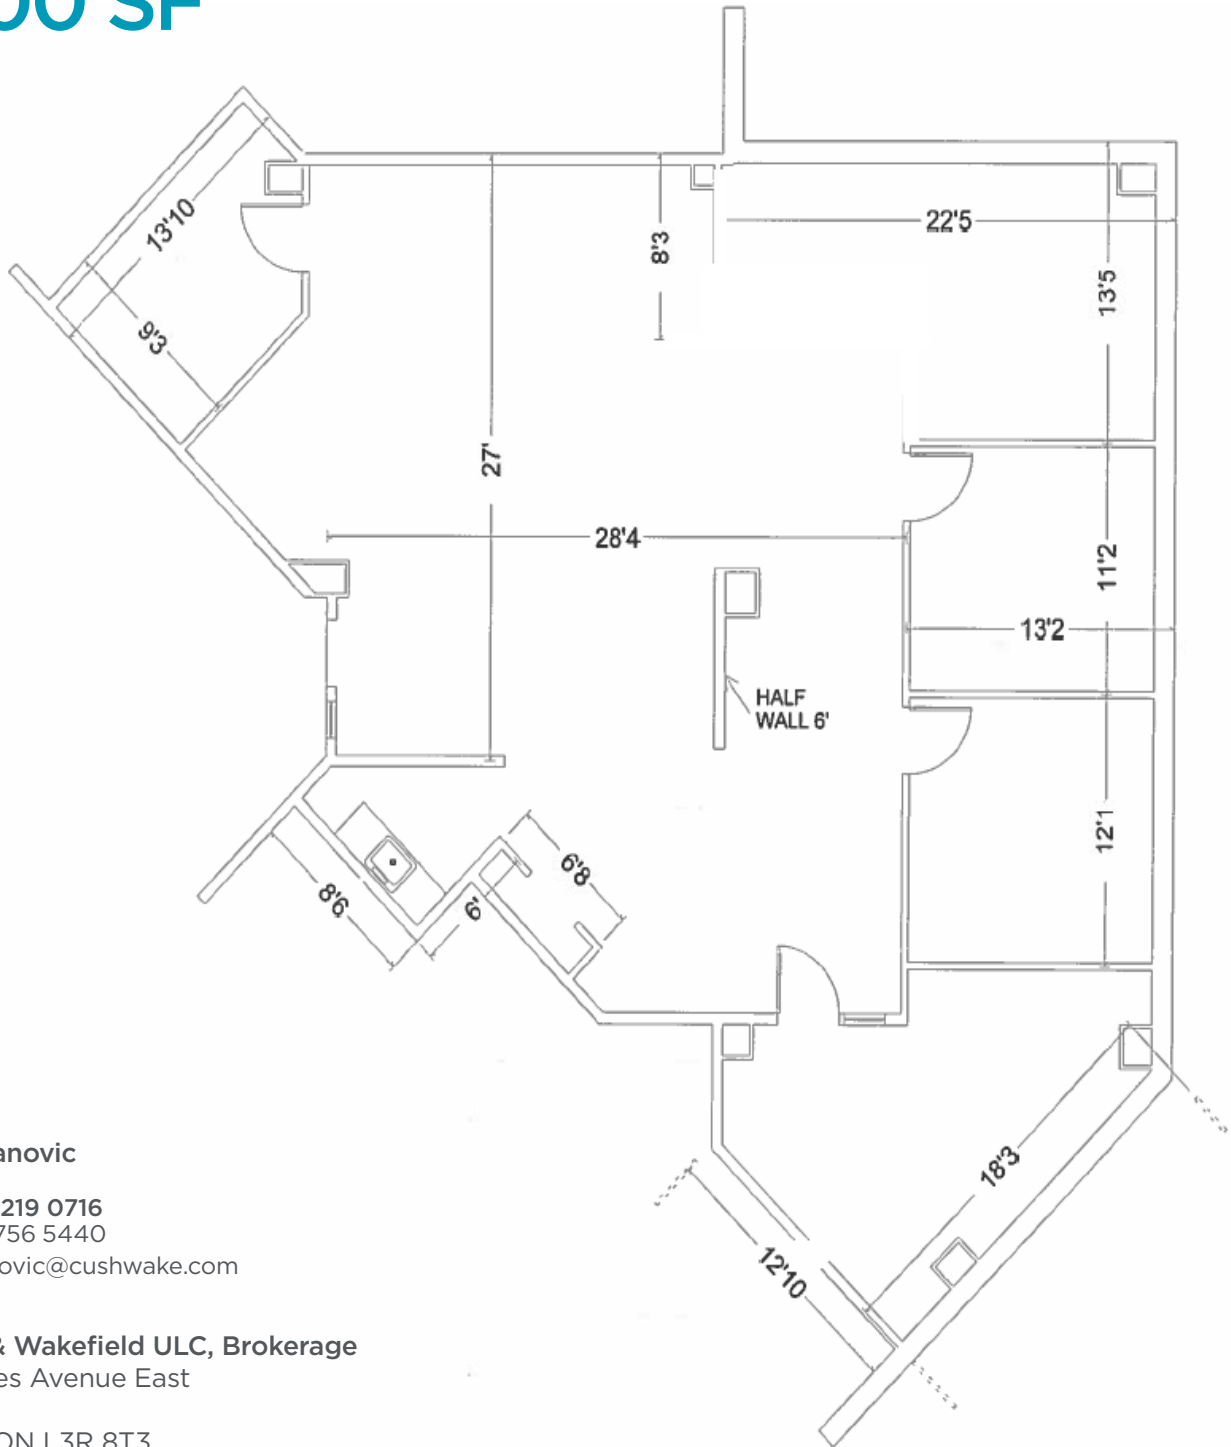 00 SF
13'10
9'3
8'3
22'5
13'5
27'
28'4
11'2
13'2
HALF
WALL 6'
12'1
8'6
6'
6'8
18'3
12'10
anovic
219 0716
756 5440
ovic@cushwake.com
& Wakefield ULC, Brokerage
es Avenue East
ON L3R 8T3